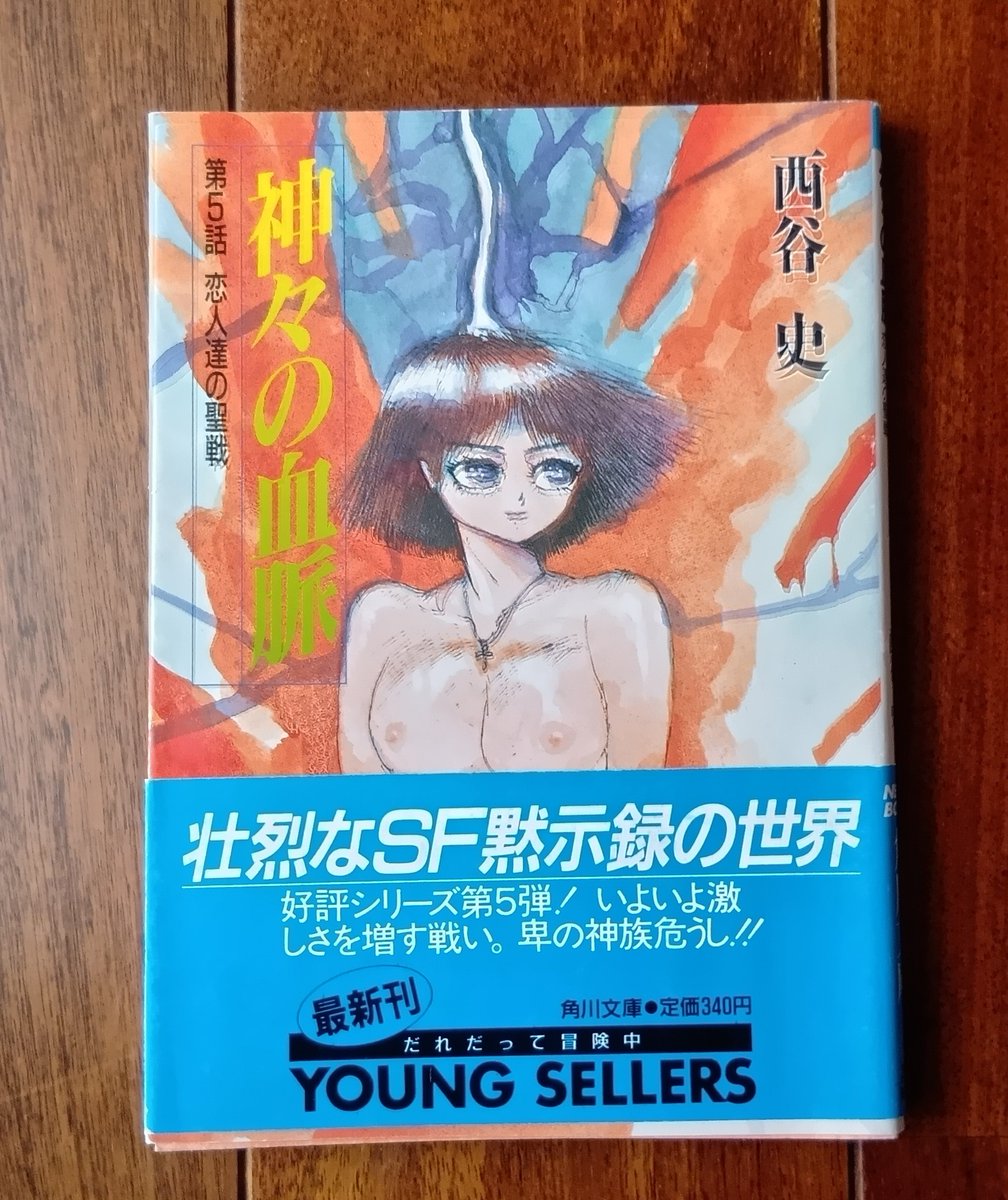 西谷 史
神々の血脈
第5話 恋人達の聖戦
壮烈なSF黙示録の世界
好評シリーズ第5弾! いよいよ激
しさを増す戦い。卑の神族危うし!!
最新刊
角川文庫●定価340円
だれだって冒険中
YOUNG SELLERS